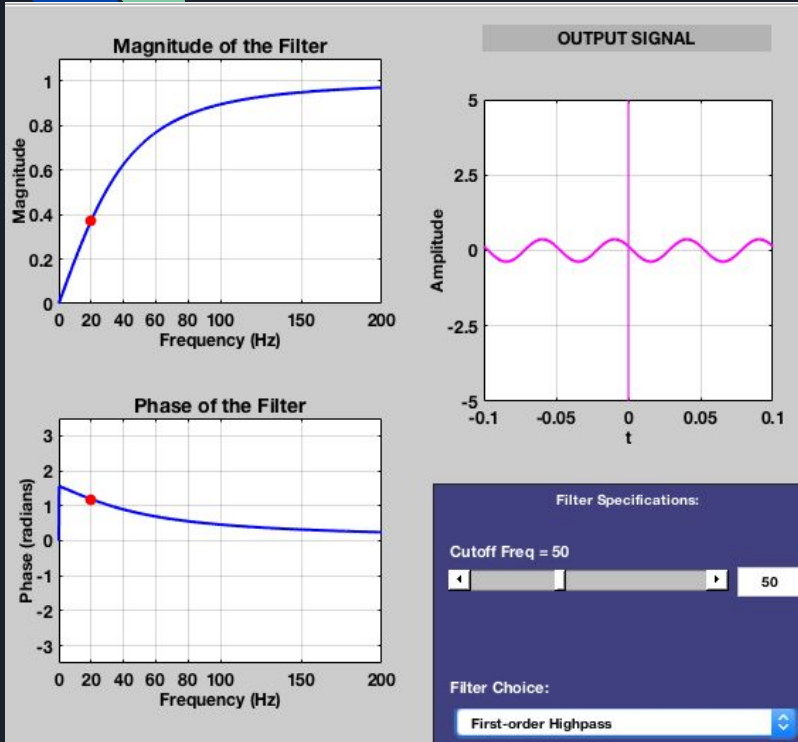 Magnitude of the Filter
1
0.8
0.6
0.4
0.2
0
Magnitude
0 20 40 60 80 100 150 200
Frequency (Hz)
OUTPUT SIGNAL
5
2.5
0
-2.5
-5
Amplitude
-0.1 -0.05 0 0.05 0.1
t
Phase of the Filter
3
2
1
0
-1
-2
-3
Phase (radians)
0 20 40 60 80 100 150 200
Frequency (Hz)
Filter Specifications:
Cutoff Freq = 50
50
Filter Choice:
First-order Highpass